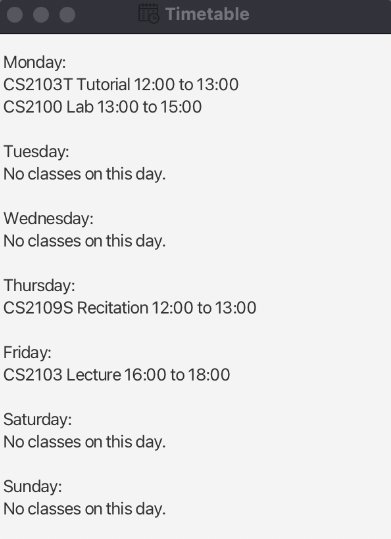 Timetable
Monday:
CS2103T Tutorial 12:00 to 13:00
CS2100 Lab 13:00 to 15:00
Tuesday:
No classes on this day.
Wednesday:
No classes on this day.
Thursday:
CS2109S Recitation 12:00 to 13:00
Friday:
CS2103 Lecture 16:00 to 18:00
Saturday:
No classes on this day.
Sunday:
No classes on this day.